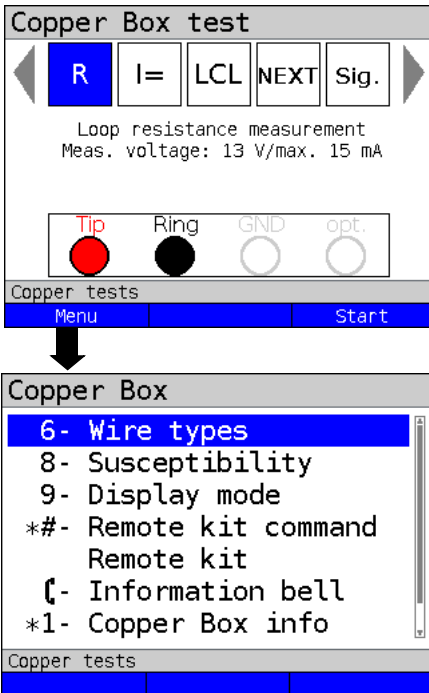 Copper Box test
R I= LCL NEXT Sig.
Loop resistance measurement
Meas. voltage: 13 V/max. 15 mA
Tip Ring GND opt.
Copper tests
Menu Start
Copper Box
6- Wire types
8- Susceptibility
9- Display mode
*#- Remote kit command
Remote kit
- Information bell
*1- Copper Box info
Copper tests